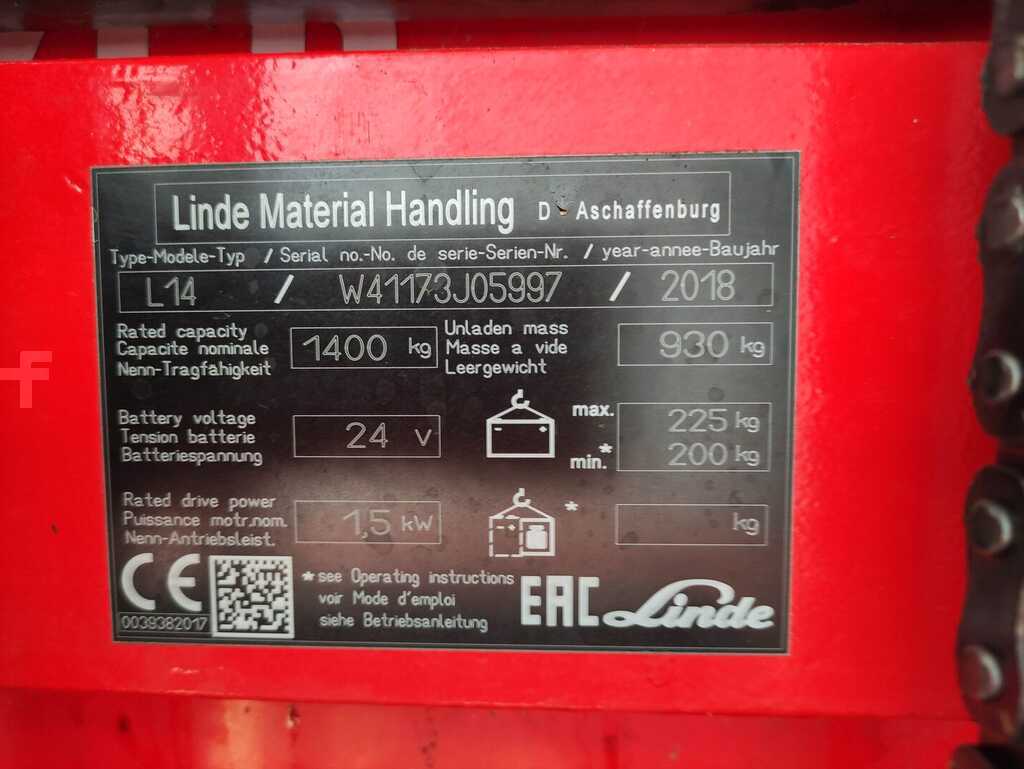 Linde Material Handling D - Aschaffenburg
Type-Modele-Typ / Serial no.-No. de serie-Serien-Nr. / year-annee-Baujahr
L14 / W41173J05997 / 2018
Rated capacity
Capacite nominale
Nenn-Tragfähigkeit
1400 kg
Unladen mass
Masse a vide
Leergewicht
930 kg
Battery voltage
Tension batterie
Batteriespannung
24 V
max. 225 kg
min.* 200 kg
Rated drive power
Puissance motr.nom.
Nenn-Antriebsleist.
1,5 kW
* kg
CE
0039382017
*see Operating instructions
voir Mode d'emploi
siehe Betriebsanleitung
EAC
Linde